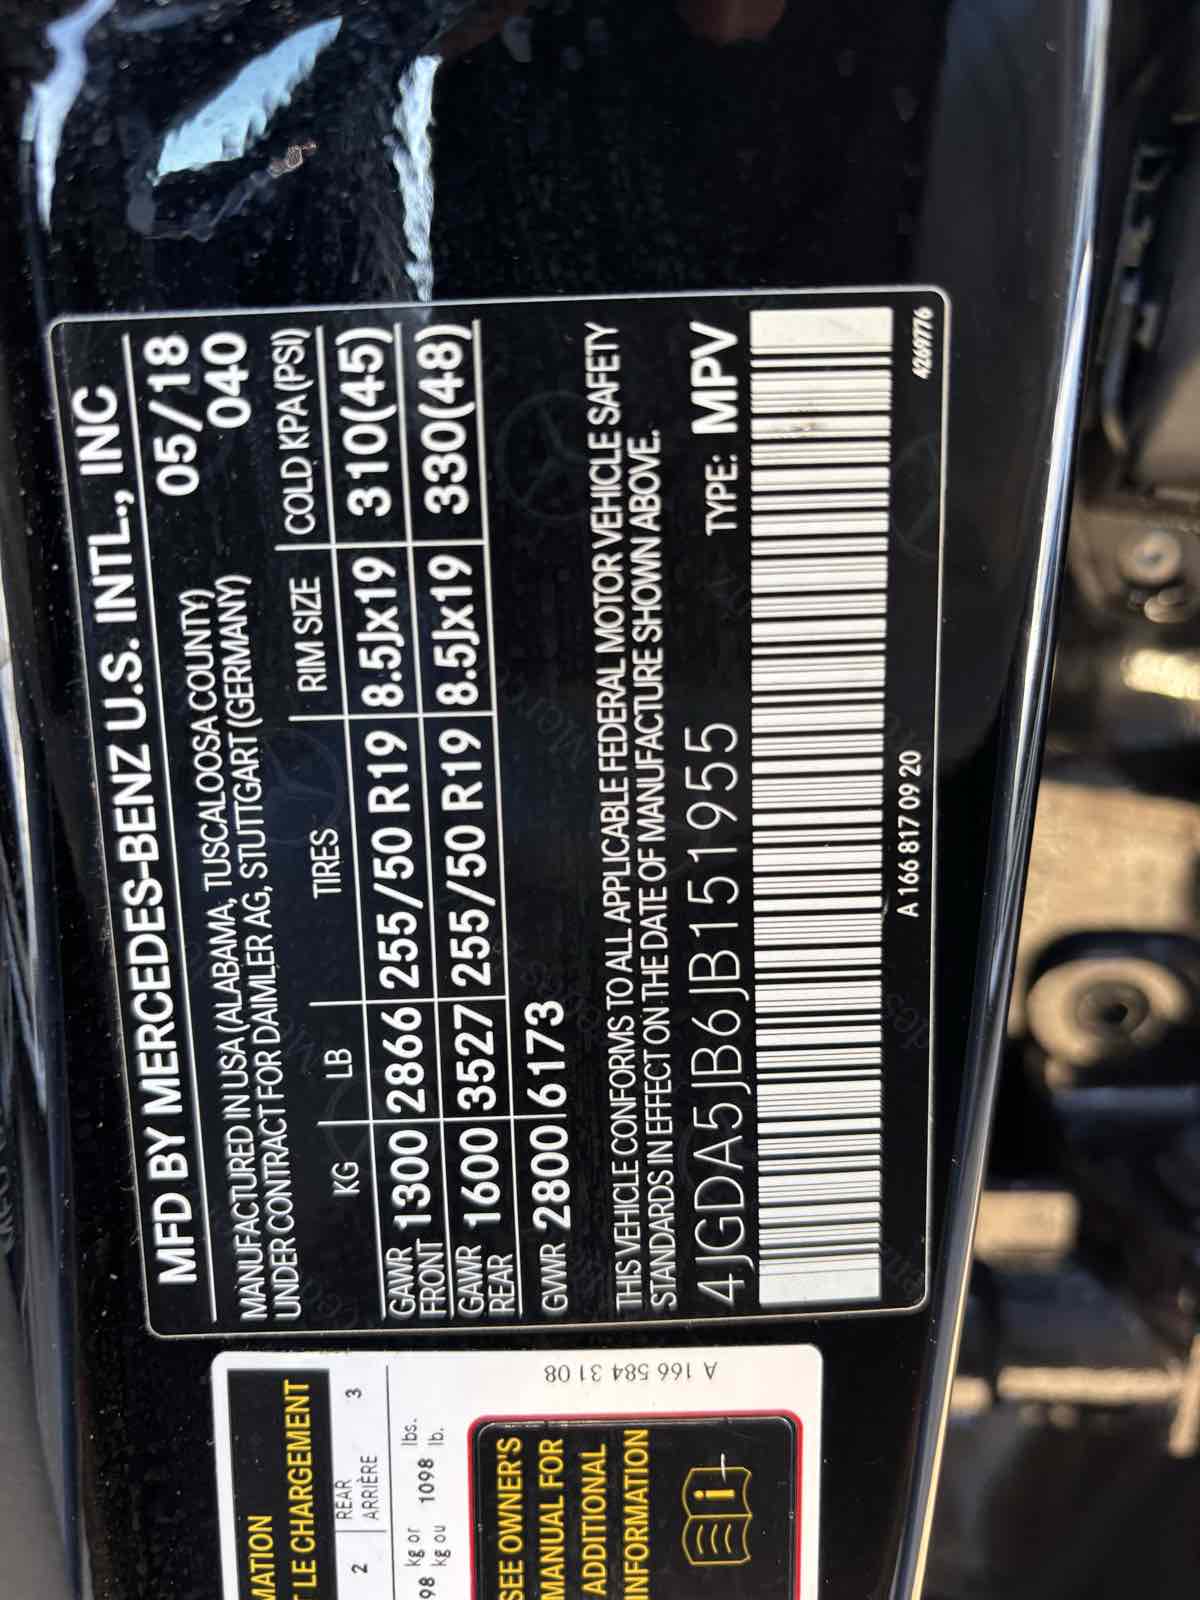 MFD BY MERCEDES-BENZ U.S. INTL., INC
MANUFACTURED IN USA (ALABAMA, TUSCALOOSA COUNTY) 05/18
UNDER CONTRACT FOR DAIMLER AG, STUTTGART (GERMANY) 040
KG LB TIRES RIM SIZE COLD KPA (PSI)
GAWR FRONT 1300 2866 255/50 R19 8.5Jx19 310(45)
GAWR REAR 1600 3527 255/50 R19 8.5Jx19 330(48)
GVWR 2800 6173
THIS VEHICLE CONFORMS TO ALL APPLICABLE FEDERAL MOTOR VEHICLE SAFETY
STANDARDS IN EFFECT ON THE DATE OF MANUFACTURE SHOWN ABOVE.
4JGDA5JB6JB151955 TYPE: MPV
A 166 817 09 20 4269776
MATION
T LE CHARGEMENT
2 REAR 3
ARRIÈRE
98 kg or 1098 lbs.
kg ou lb.
SEE OWNER'S
MANUAL FOR
ADDITIONAL
INFORMATION
A 166 584 31 08